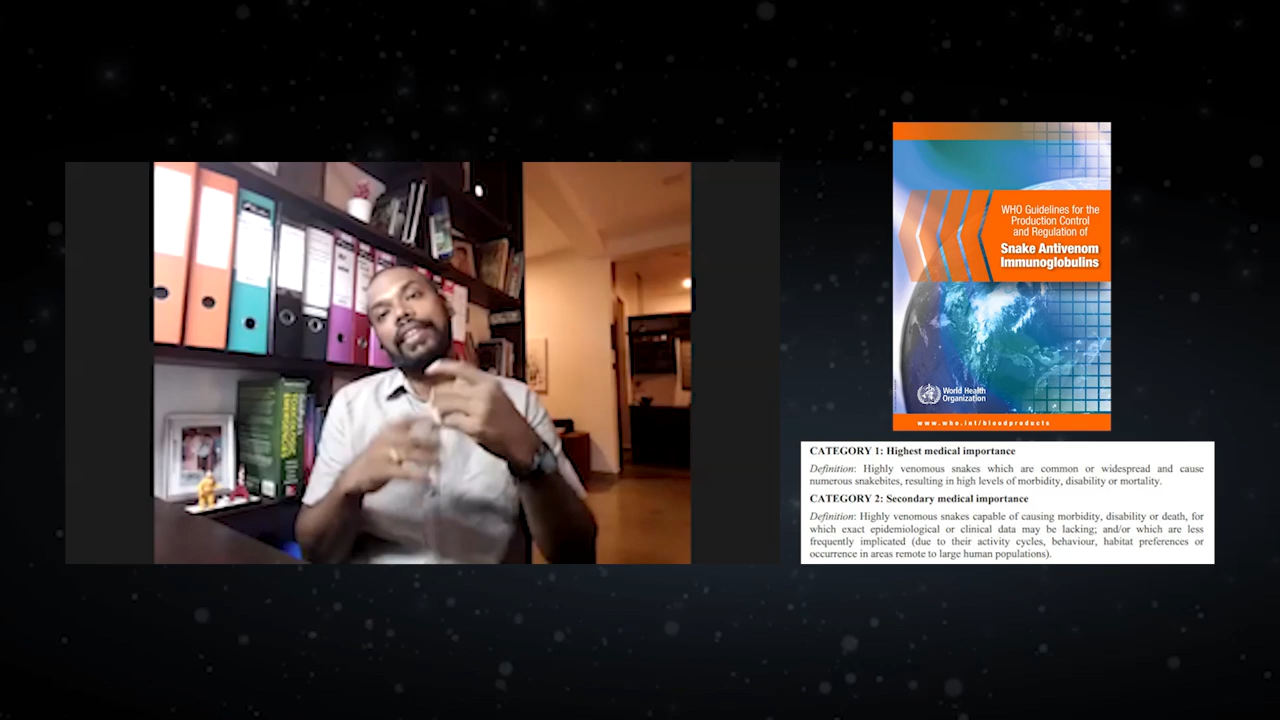 WHO Guidelines for the
Production Control
and Regulation of
Snake Antivenom
Immunoglobulins
World Health
Organization
www.who.int/bloodproducts
CATEGORY 1: Highest medical importance
Definition: Highly venomous snakes which are common or widespread and cause
numerous snakebites, resulting in high levels of morbidity, disability or mortality.
CATEGORY 2: Secondary medical importance
Definition: Highly venomous snakes capable of causing morbidity, disability or death, for
which exact epidemiological or clinical data may be lacking; and/or which are less
frequently implicated (due to their activity cycles, behaviour, habitat preferences or
occurrence in areas remote to large human populations).